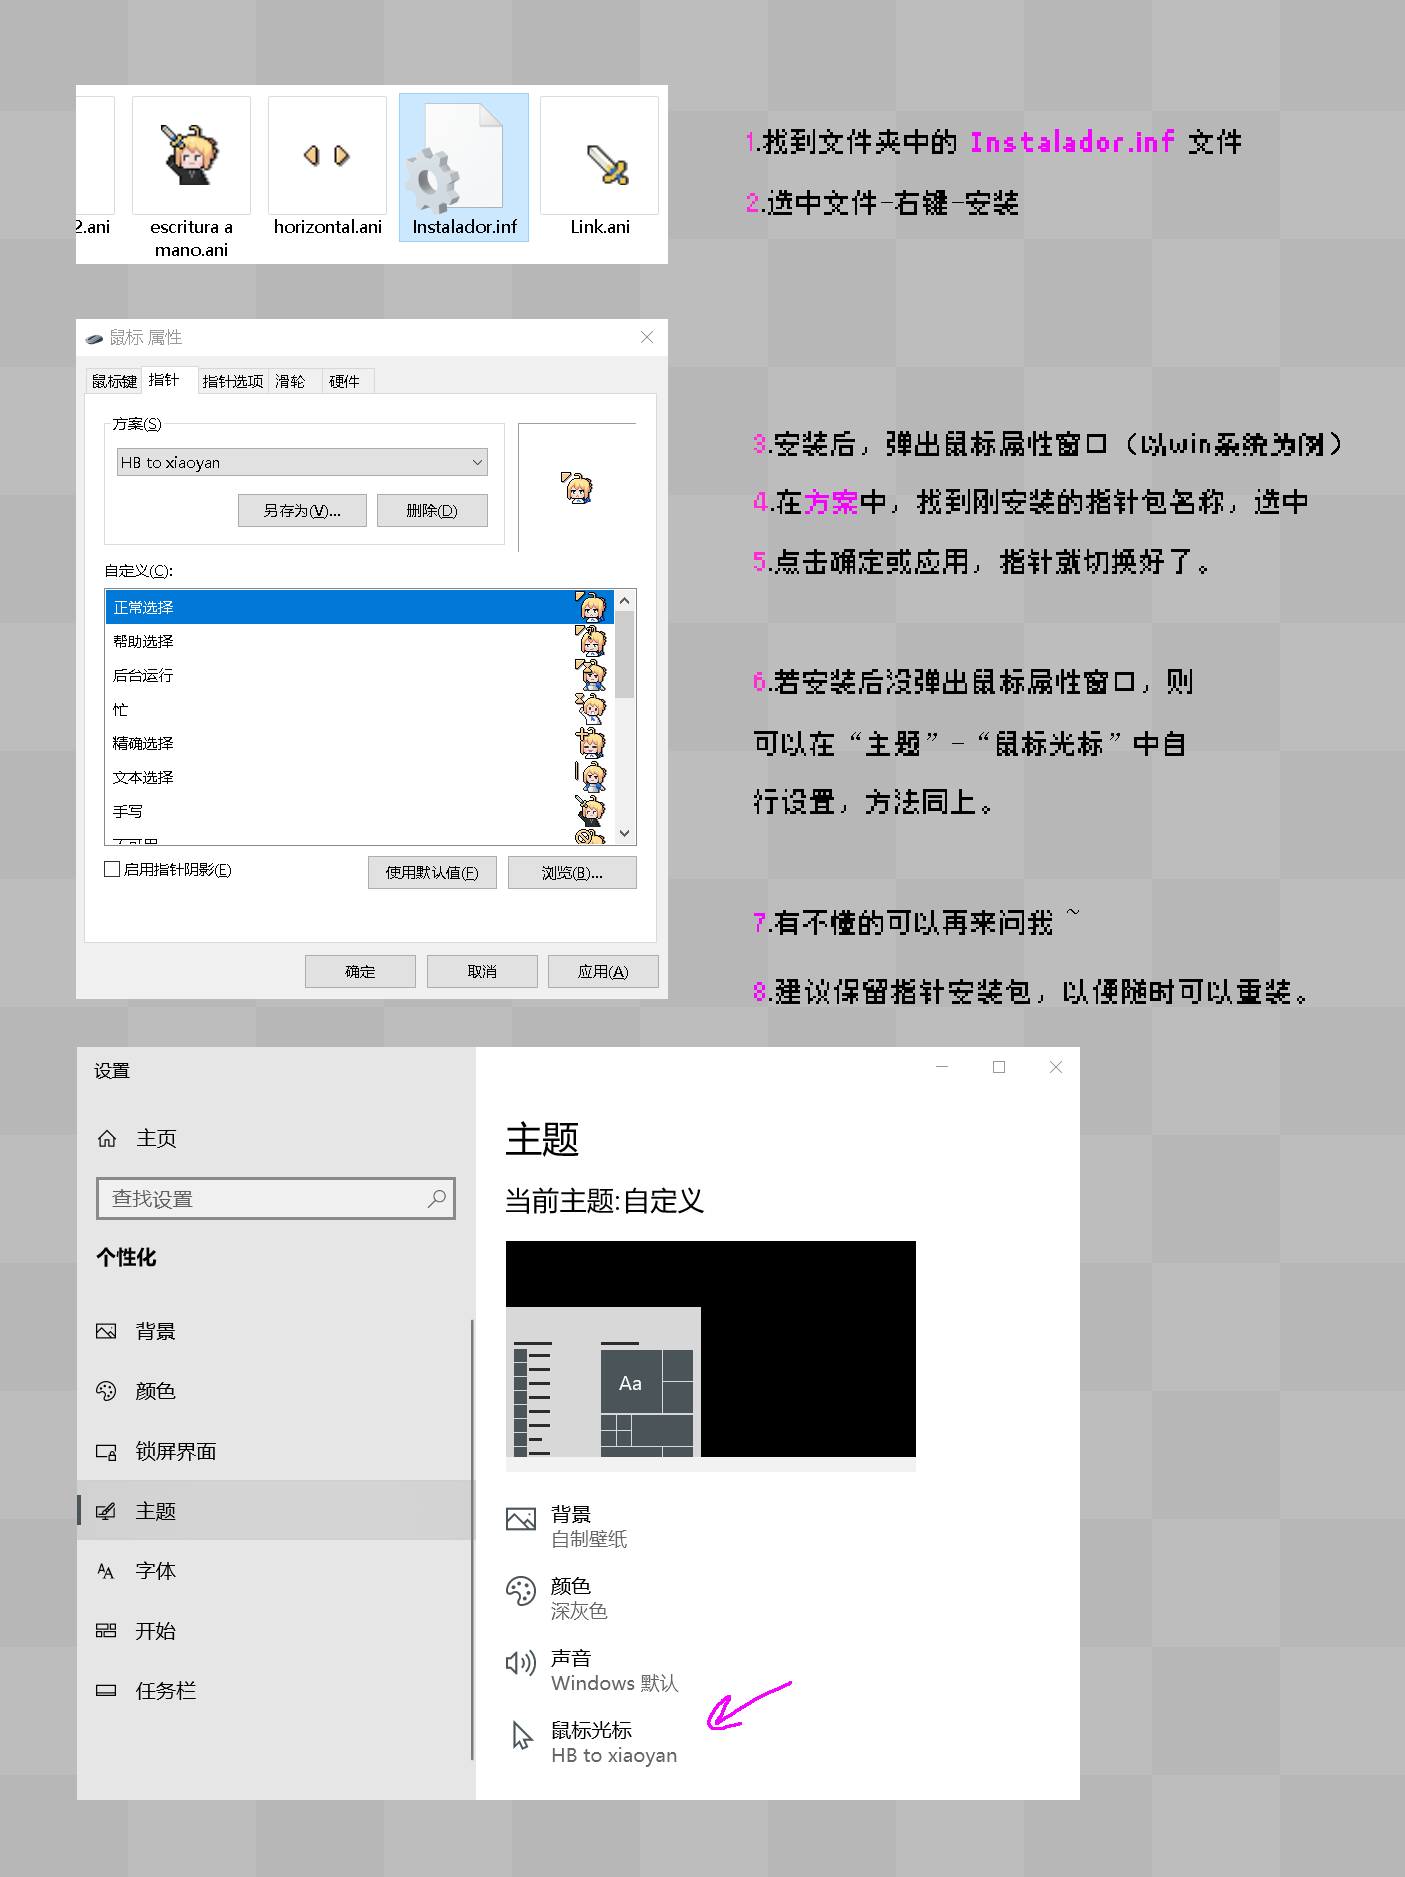 2.ani
escritura a
mano.ani
horizontal.ani
Instalador.inf
Link.ani
1.找到文件夹中的 Instalador.inf 文件
2.选中文件-右键-安装
鼠标 属性
鼠标键
指针
指针选项
滑轮
硬件
方案(S)
HB to xiaoyan
另存为(V)...
删除(D)
自定义(C):
正常选择
帮助选择
后台运行
忙
精确选择
文本选择
手写
不可用
启用指针阴影(E)
使用默认值(F)
浏览(B)...
确定
取消
应用(A)
3.安装后，弹出鼠标属性窗口（以win系统为例）
4.在方案中，找到刚安装的指针包名称，选中
5.点击确定或应用，指针就切换好了。
6.若安装后没弹出鼠标属性窗口，则
可以在“主题”-“鼠标光标”中自
行设置，方法同上。
7.有不懂的可以再来问我 ~
8.建议保留指针安装包，以便随时可以重装。
设置
主页
查找设置
个性化
背景
颜色
锁屏界面
主题
字体
开始
任务栏
主题
当前主题:自定义
Aa
背景
自制壁纸
颜色
深灰色
声音
Windows 默认
鼠标光标
HB to xiaoyan